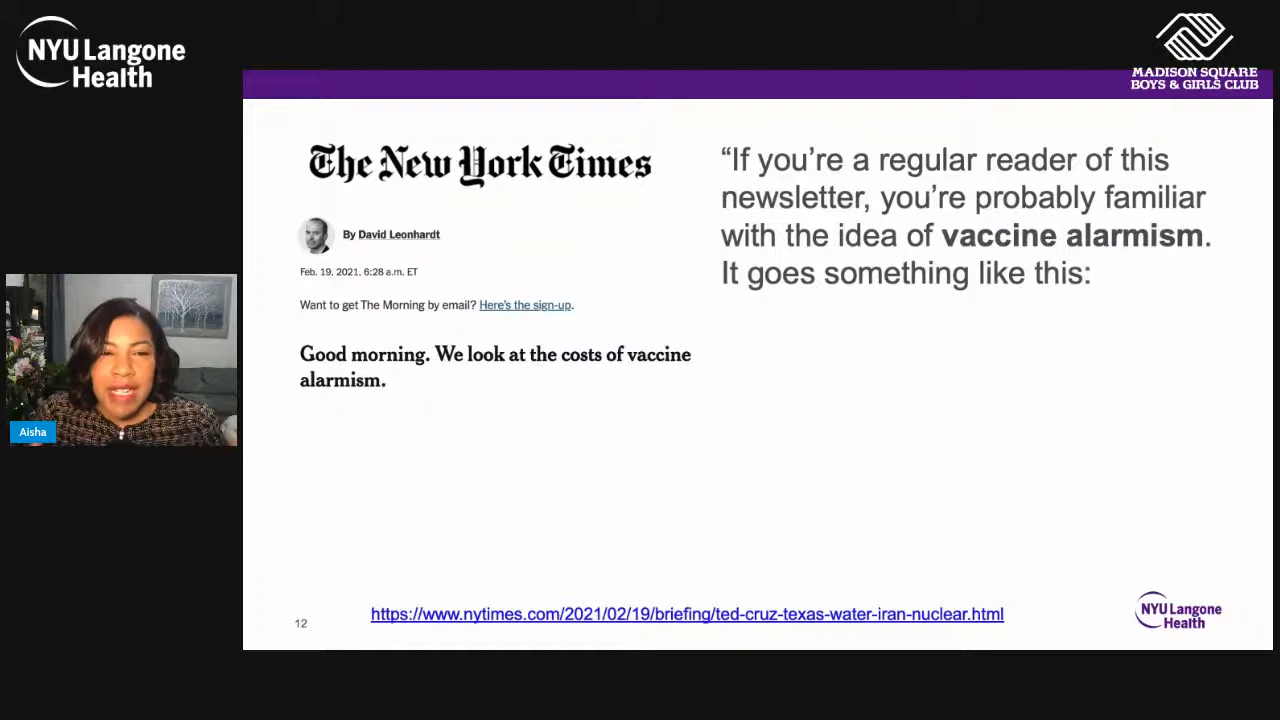 NYU Langone
Health
MADISON SQUARE
BOYS & GIRLS CLUB
The New York Times
By David Leonhardt
Feb. 19, 2021, 6:28 a.m. ET
Want to get The Morning by email? Here's the sign-up.
Good morning. We look at the costs of vaccine
alarmism.
“If you’re a regular reader of this
newsletter, you’re probably familiar
with the idea of vaccine alarmism.
It goes something like this:
Aisha
12
https://www.nytimes.com/2021/02/19/briefing/ted-cruz-texas-water-iran-nuclear.html
NYU Langone
Health